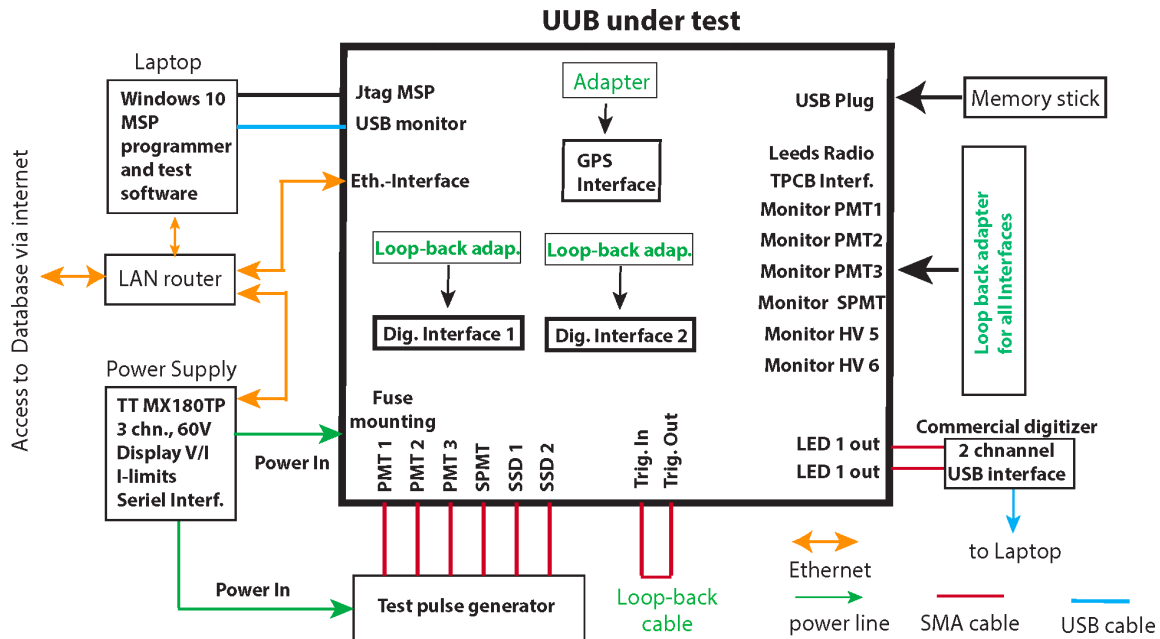 UUB under test
Laptop
Windows 10
MSP
programmer
and test
software
Jtag MSP
USB monitor
Eth.-Interface
Adapter
GPS
Interface
Loop-back adap.
Dig. Interface 1
Loop-back adap.
Dig. Interface 2
USB Plug
Memory stick
Leeds Radio
TPCB Interf.
Monitor PMT1
Monitor PMT2
Monitor PMT3
Monitor SPMT
Monitor HV 5
Monitor HV 6
Loop back adapter
for all Interfaces
Access to Database via internet
LAN router
Power Supply
TT MX180TP
3 chn., 60V
Display V/I
I-limits
Seriel Interf.
Fuse
mounting
Power In
PMT 1
PMT 2
PMT 3
SPMT
SSD 1
SSD 2
Trig. In
Trig. Out
LED 1 out
LED 1 out
Commercial digitizer
2 chnannel
USB interface
to Laptop
Power In
Test pulse generator
Loop-back
cable
Ethernet
power line
SMA cable
USB cable